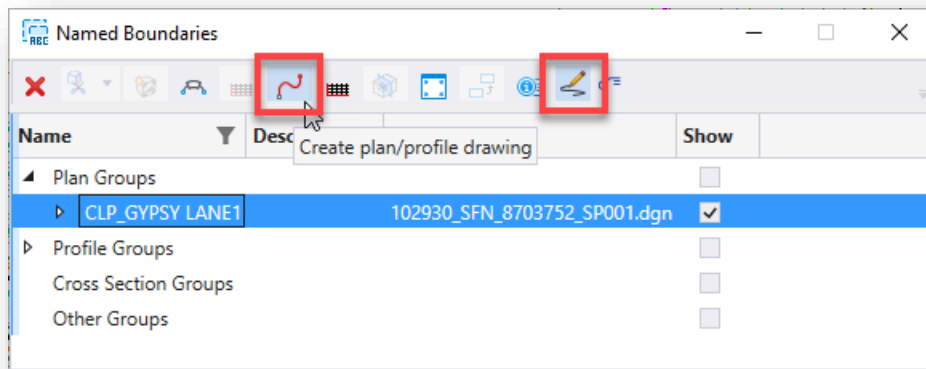 Named Boundaries
Name Desc Show
Create plan/profile drawing
Plan Groups
CLP_GYPSY LANE1 102930_SFN_8703752_SP001.dgn
Profile Groups
Cross Section Groups
Other Groups